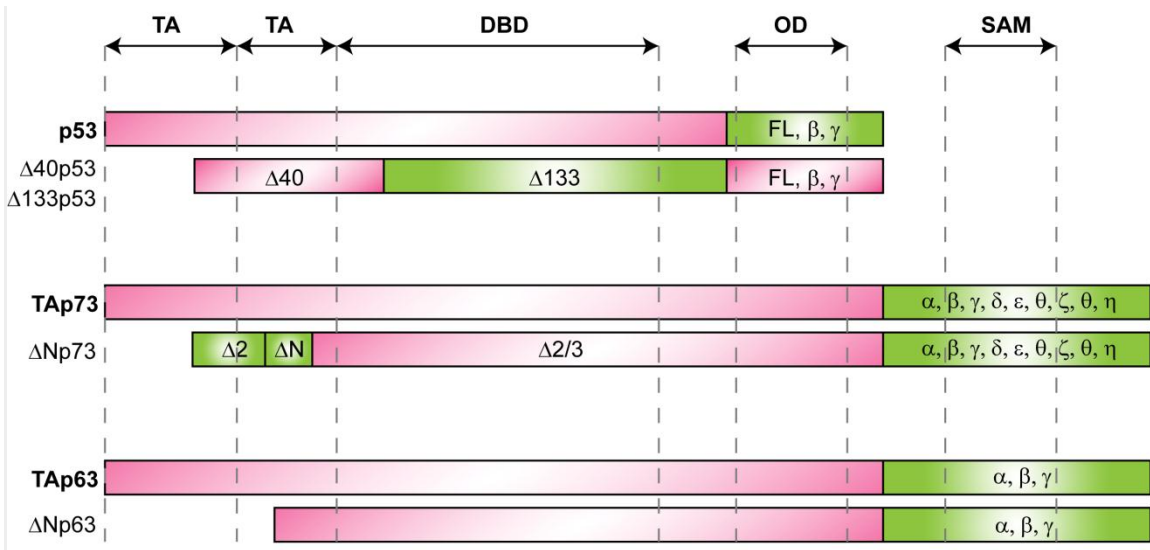 TA TA DBD OD SAM
p53 FL, β, γ
Δ40p53 Δ40 Δ133 FL, β, γ
Δ133p53
TAp73 α, β, γ, δ, ε, θ, ζ, θ, η
ΔNp73 Δ2 ΔN Δ2/3 α, β, γ, δ, ε, θ, ζ, θ, η
TAp63 α, β, γ
ΔNp63 α, β, γ